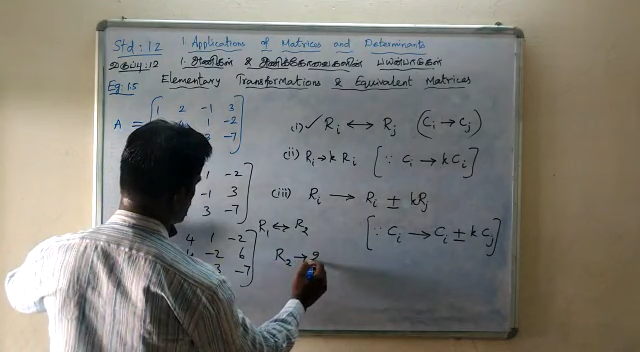 Std : 12 1. Applications of Matrices and Determinants
வகுப்பு : 12 1. அணிகள் & அணிக்கோவைகளின் பயன்பாடுகள்
Eg: 1.5 Elementary Transformations & Equivalent Matrices
A = [1 2 -1 3
1 -2
3 -7]
(i) ✓ Ri ↔ Rj (Ci → Cj)
(ii) Ri → k Ri [∵ Ci → k Ci]
(iii) Ri → Ri ± kRj
[∵ Ci → Ci ± k Cj]
1 -2
-1 3
3 -7] R1 ↔ R2
4 1 -2
4 -2 6
3 -7] R2 → 2